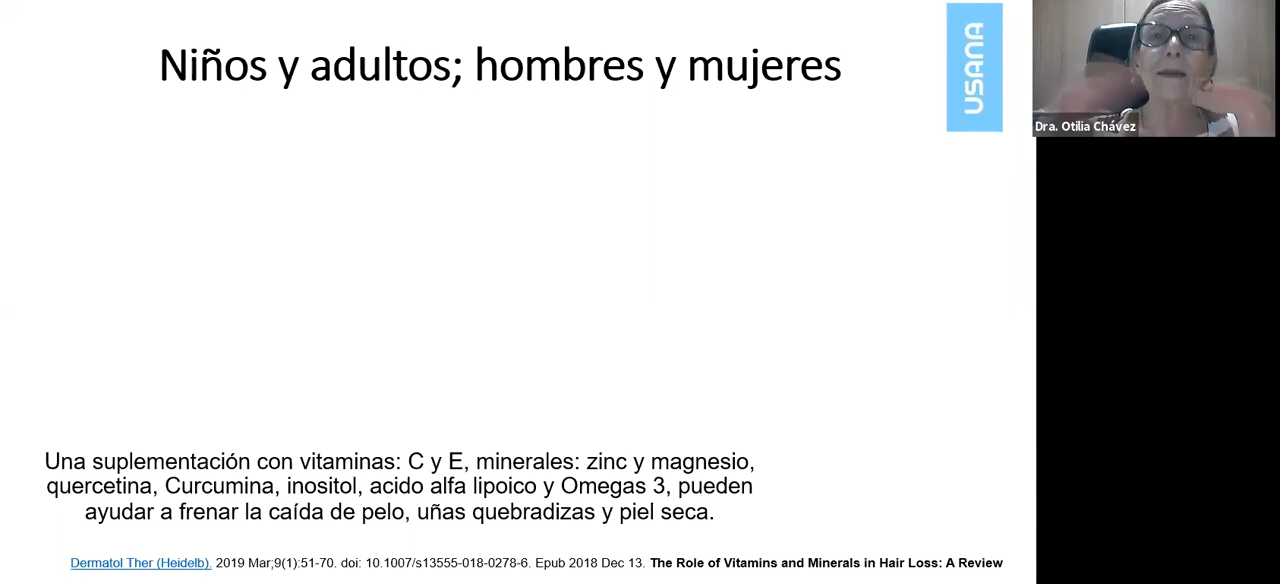 Niños y adultos; hombres y mujeres
USANA
Dra. Otilia Chávez
Una suplementación con vitaminas: C y E, minerales: zinc y magnesio,
quercetina, Curcumina, inositol, acido alfa lipoico y Omegas 3, pueden
ayudar a frenar la caída de pelo, uñas quebradizas y piel seca.
Dermatol Ther (Heidelb). 2019 Mar;9(1):51-70. doi: 10.1007/s13555-018-0278-6. Epub 2018 Dec 13. The Role of Vitamins and Minerals in Hair Loss: A Review